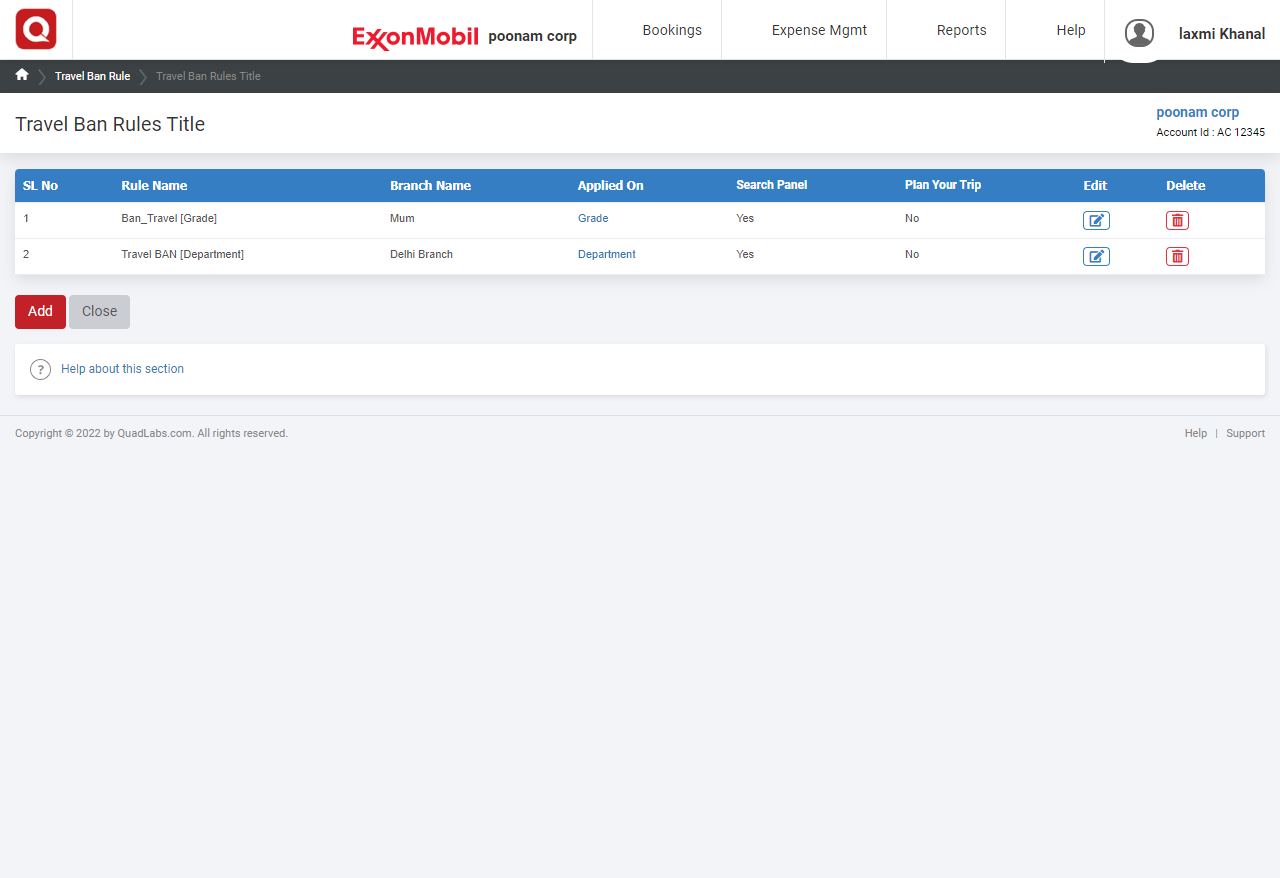 Q
ExxonMobil poonam corp Bookings Expense Mgmt Reports Help laxmi Khanal
Travel Ban Rule Travel Ban Rules Title
Travel Ban Rules Title
poonam corp
Account Id : AC 12345
SL No Rule Name Branch Name Applied On Search Panel Plan Your Trip Edit Delete
1 Ban_Travel [Grade] Mum Grade Yes No
2 Travel BAN [Department] Delhi Branch Department Yes No
Add Close
? Help about this section
Copyright © 2022 by QuadLabs.com. All rights reserved. Help | Support